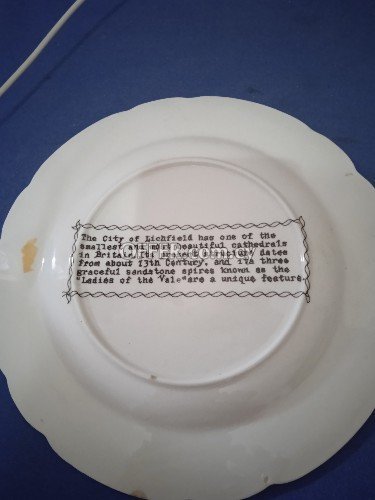 The City of Lichfield has one of the
smallest and most beautiful cathedrals
in Britain. Its present structure dates
from about 13th Century, and its three
graceful sandstone spires known as the
"Ladies of the Vale" are a unique feature